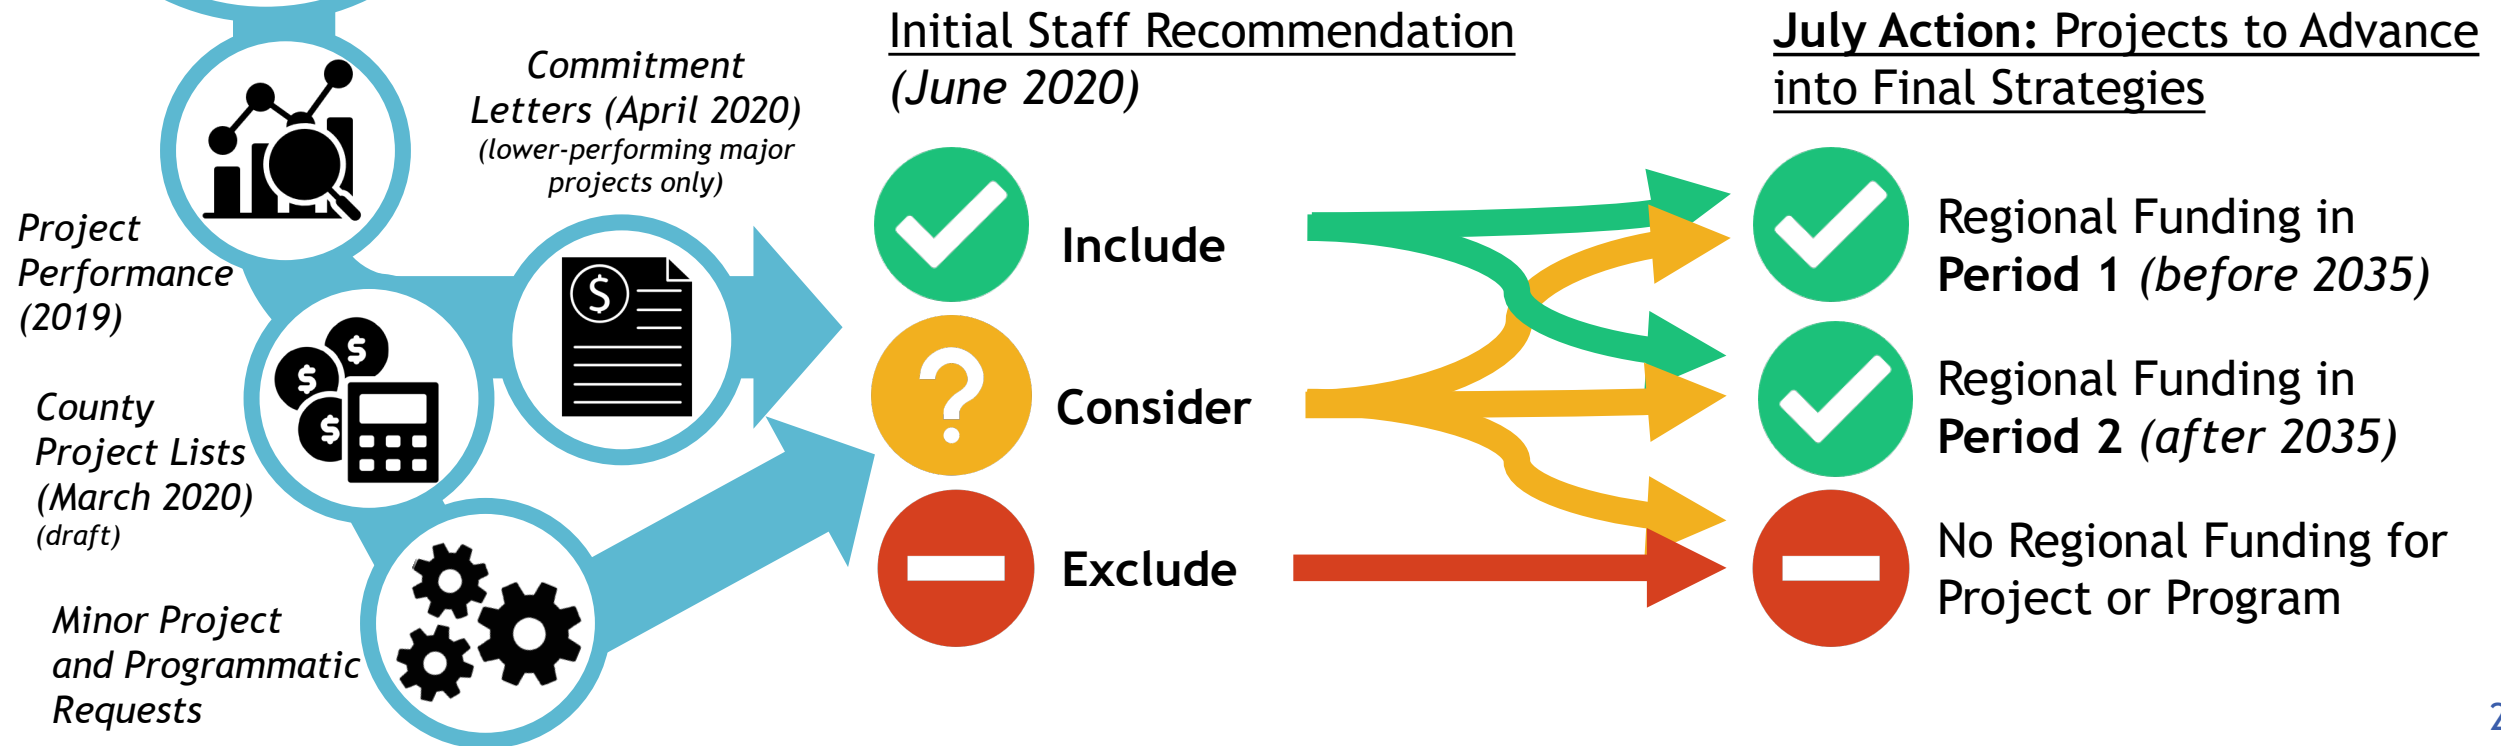 Commitment
Letters (April 2020)
(lower-performing major
projects only)
Project
Performance
(2019)
County
Project Lists
(March 2020)
(draft)
Minor Project
and Programmatic
Requests
Initial Staff Recommendation
(June 2020)
Include
Consider
Exclude
July Action: Projects to Advance
into Final Strategies
Regional Funding in
Period 1 (before 2035)
Regional Funding in
Period 2 (after 2035)
No Regional Funding for
Project or Program